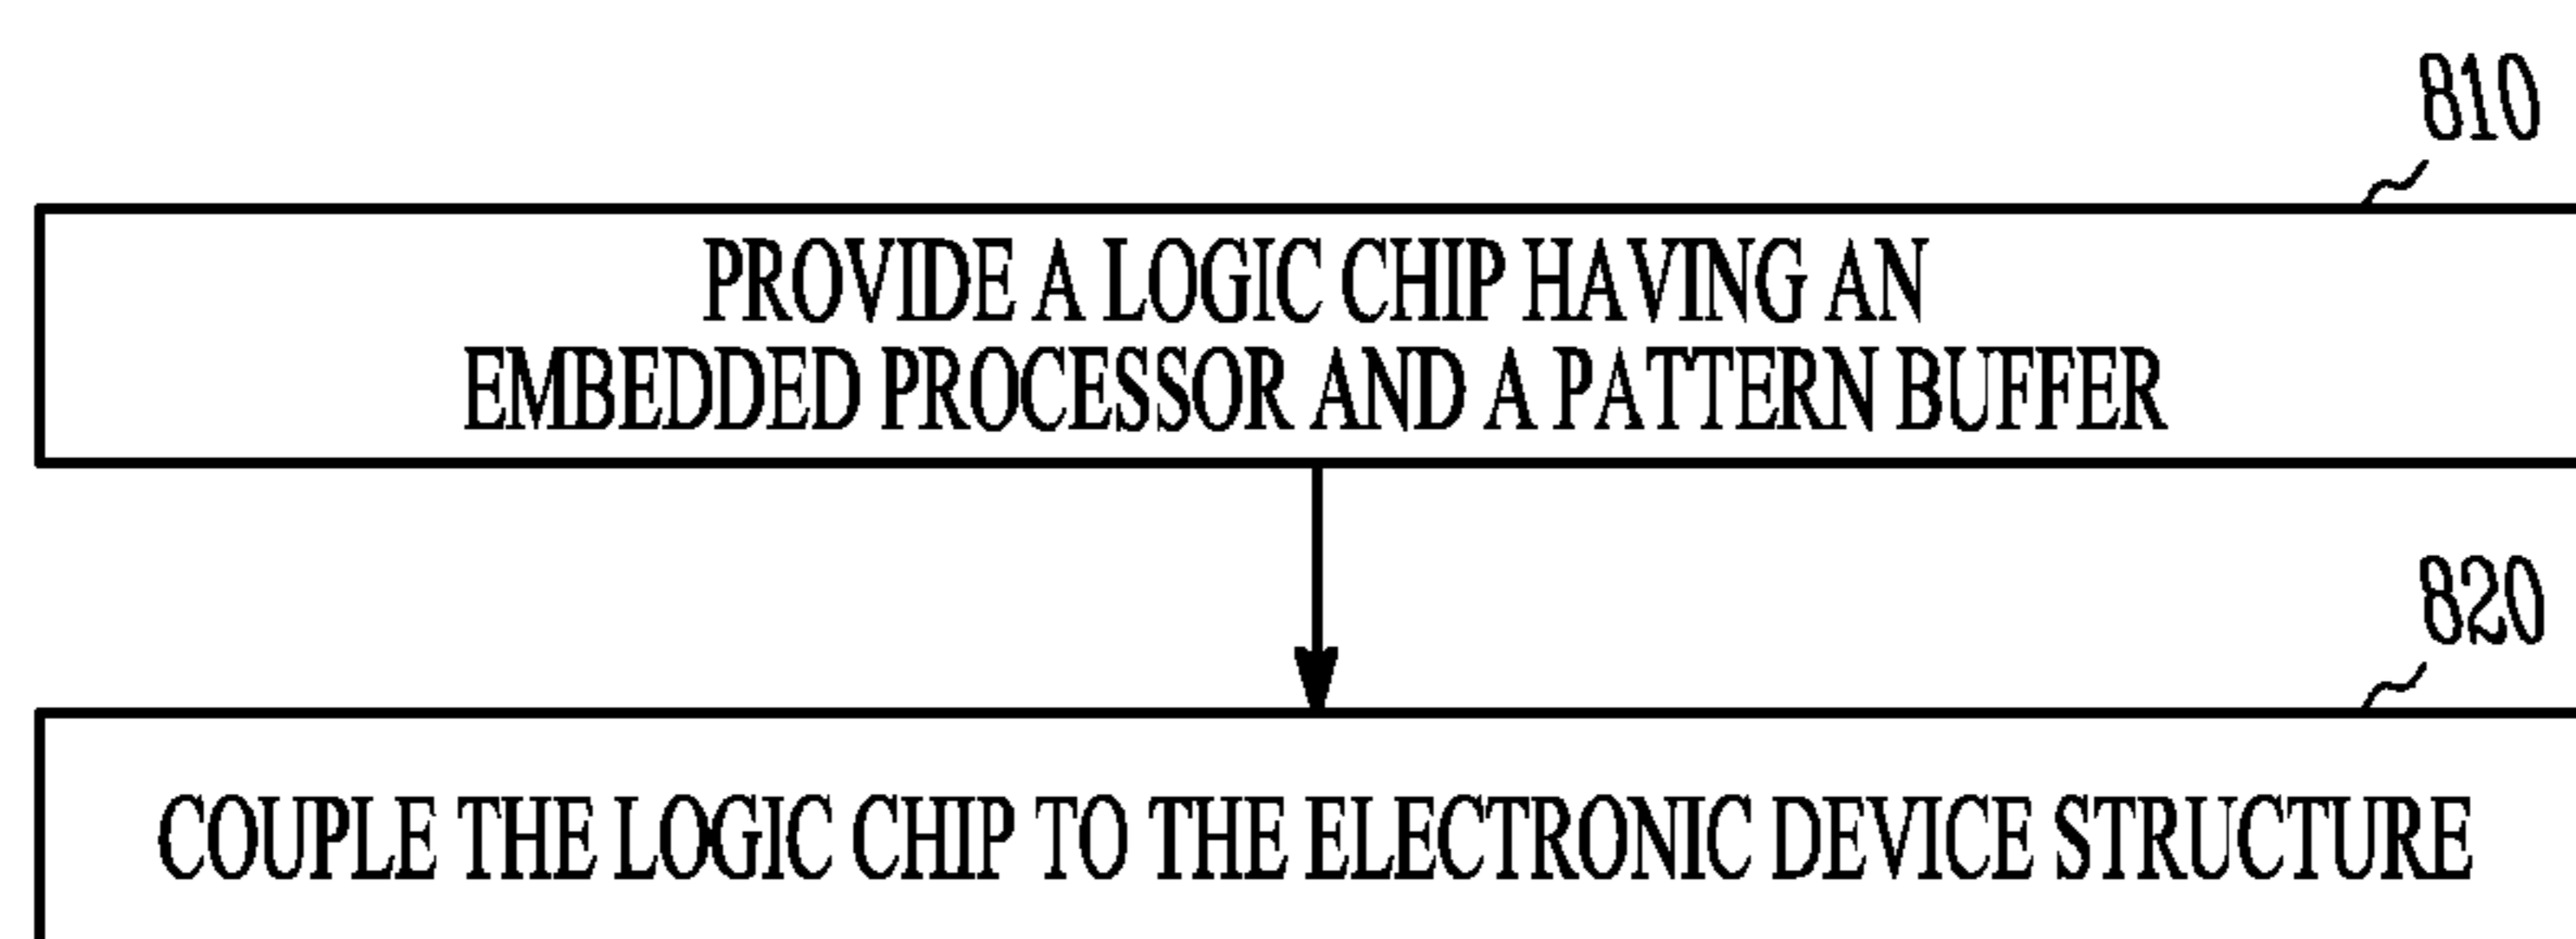 810
PROVIDE A LOGIC CHIP HAVING AN
EMBEDDED PROCESSOR AND A PATTERN BUFFER
820
COUPLE THE LOGIC CHIP TO THE ELECTRONIC DEVICE STRUCTURE